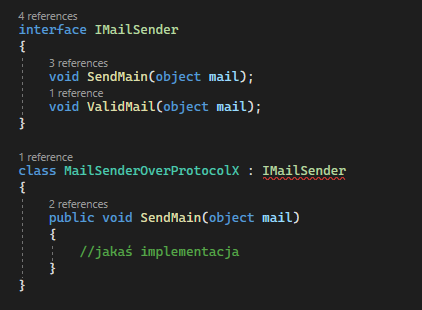 4 references
interface IMailSender
{
3 references
void SendMain(object mail);
1 reference
void ValidMail(object mail);
}
1 reference
class MailSenderOverProtocolX : IMailSender
{
2 references
public void SendMain(object mail)
{
//jakaś implementacja
}
}